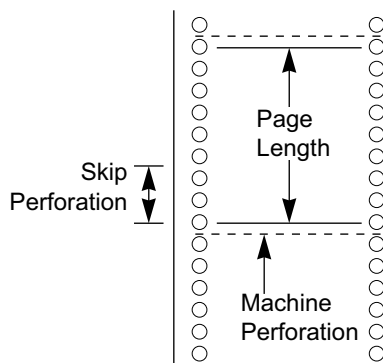 Page
Length
Skip
Perforation
Machine
Perforation